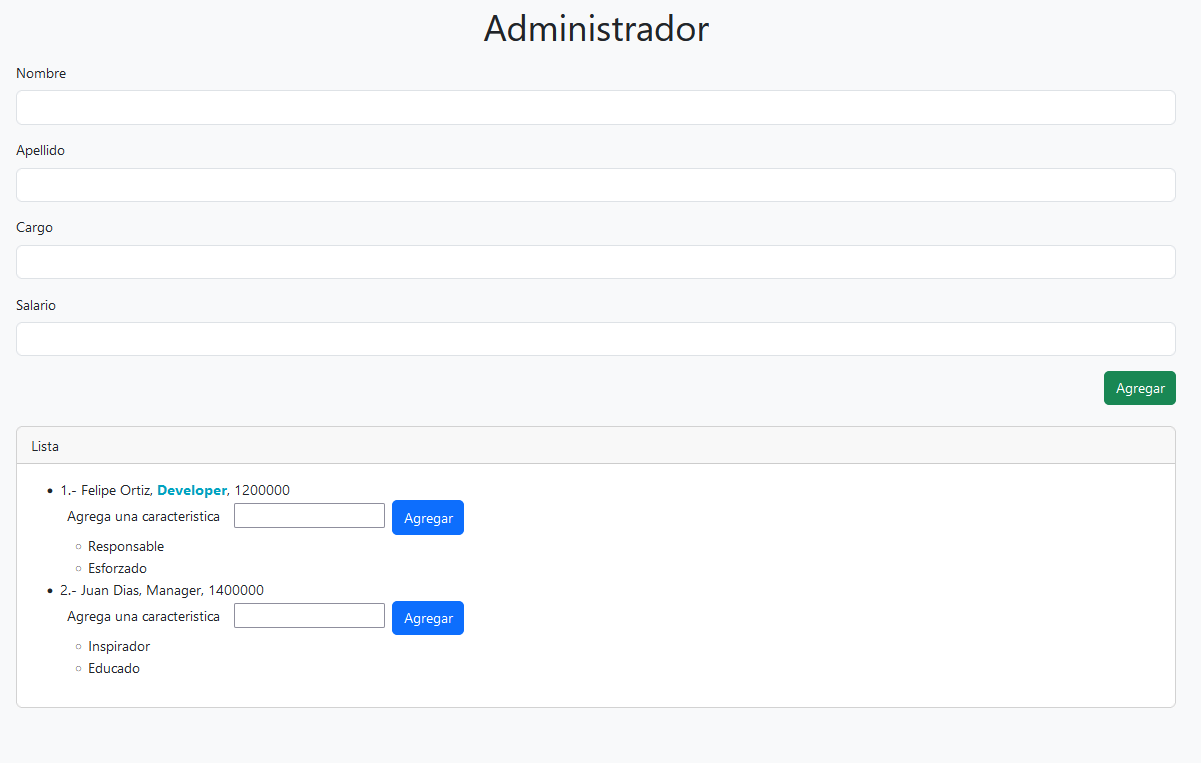 Administrador
Nombre
Apellido
Cargo
Salario
Agregar
Lista
1.- Felipe Ortiz, Developer, 1200000
Agrega una caracteristica Agregar
Responsable
Esforzado
2.- Juan Dias, Manager, 1400000
Agrega una caracteristica Agregar
Inspirador
Educado